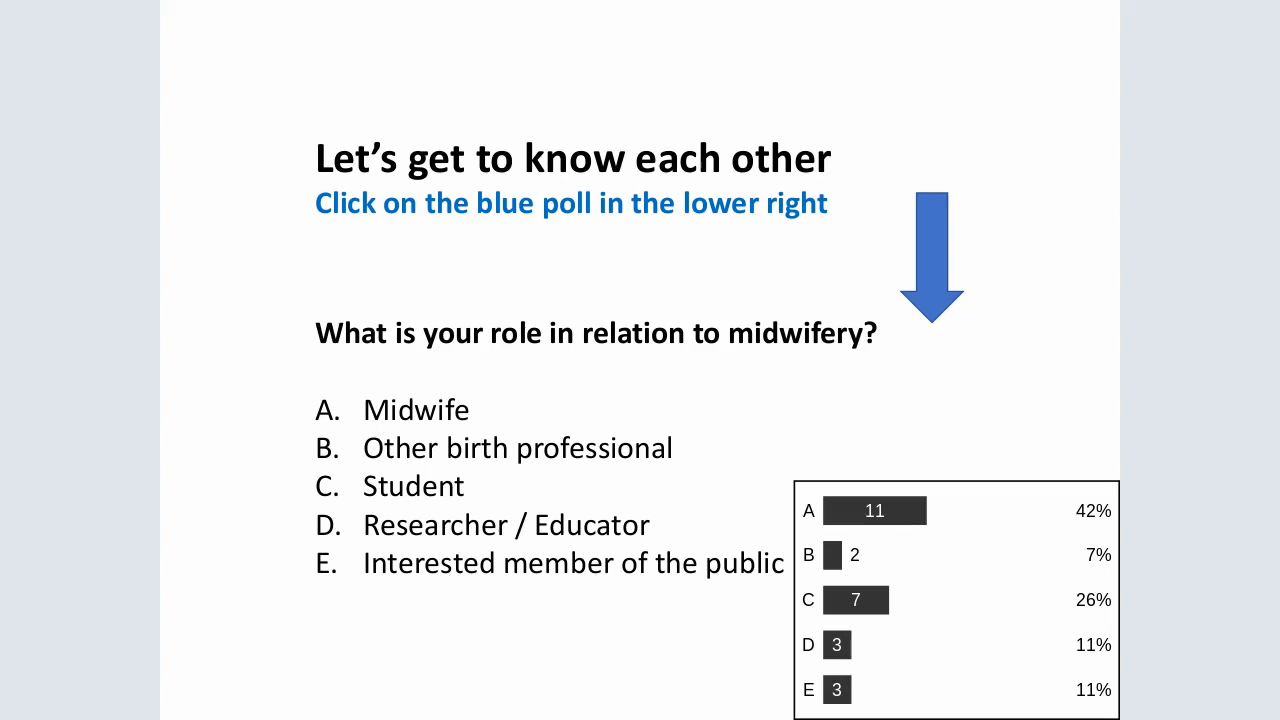 Let’s get to know each other
Click on the blue poll in the lower right
What is your role in relation to midwifery?
A. Midwife
B. Other birth professional
C. Student
D. Researcher / Educator
E. Interested member of the public
A 11 42%
B 2 7%
C 7 26%
D 3 11%
E 3 11%